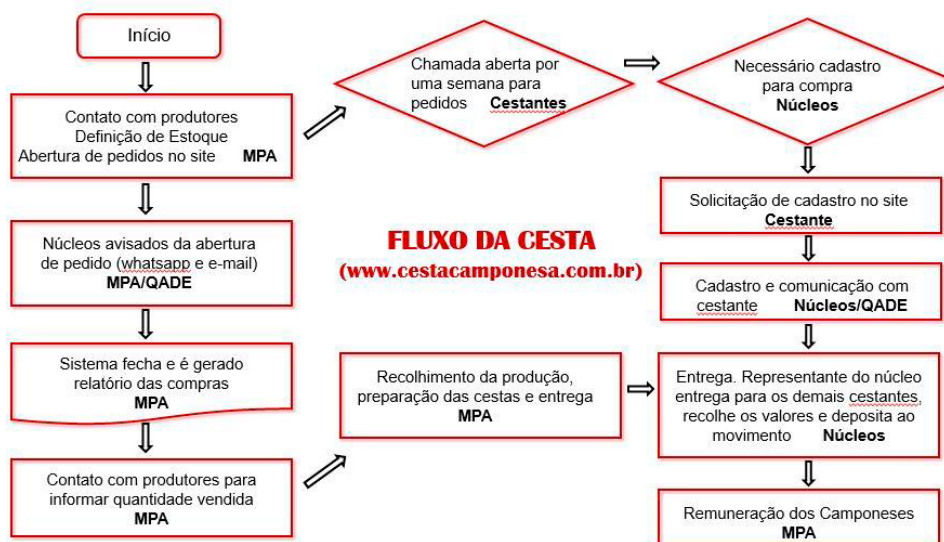 Início
Contato com produtores
Definição de Estoque
Abertura de pedidos no site MPA
Núcleos avisados da abertura
de pedido (whatsapp e e-mail)
MPA/QADE
Sistema fecha e é gerado
relatório das compras
MPA
Contato com produtores para
informar quantidade vendida
MPA
Chamada aberta por
uma semana para
pedidos Cestantes
Necessário cadastro
para compra
Núcleos
Solicitação de cadastro no site
Cestante
Cadastro e comunicação com
cestante Núcleos/QADE
FLUXO DA CESTA
(www.cestacamponesa.com.br)
Recolhimento da produção,
preparação das cestas e entrega
MPA
Entrega. Representante do núcleo
entrega para os demais cestantes,
recolhe os valores e deposita ao
movimento Núcleos
Remuneração dos Camponeses
MPA